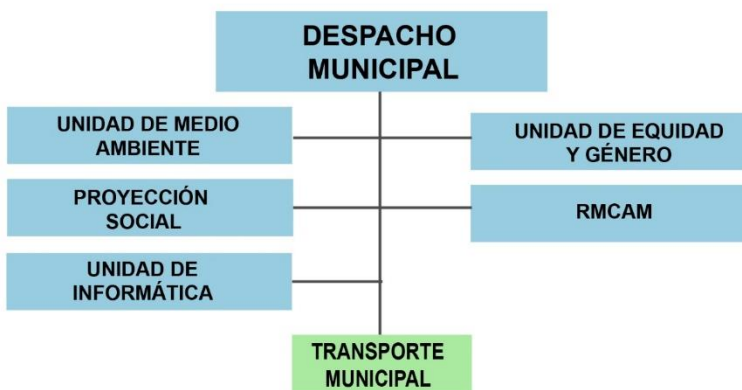 DESPACHO
MUNICIPAL
UNIDAD DE MEDIO
AMBIENTE
UNIDAD DE EQUIDAD
Y GÉNERO
PROYECCIÓN
SOCIAL
RMCAM
UNIDAD DE
INFORMÁTICA
TRANSPORTE
MUNICIPAL